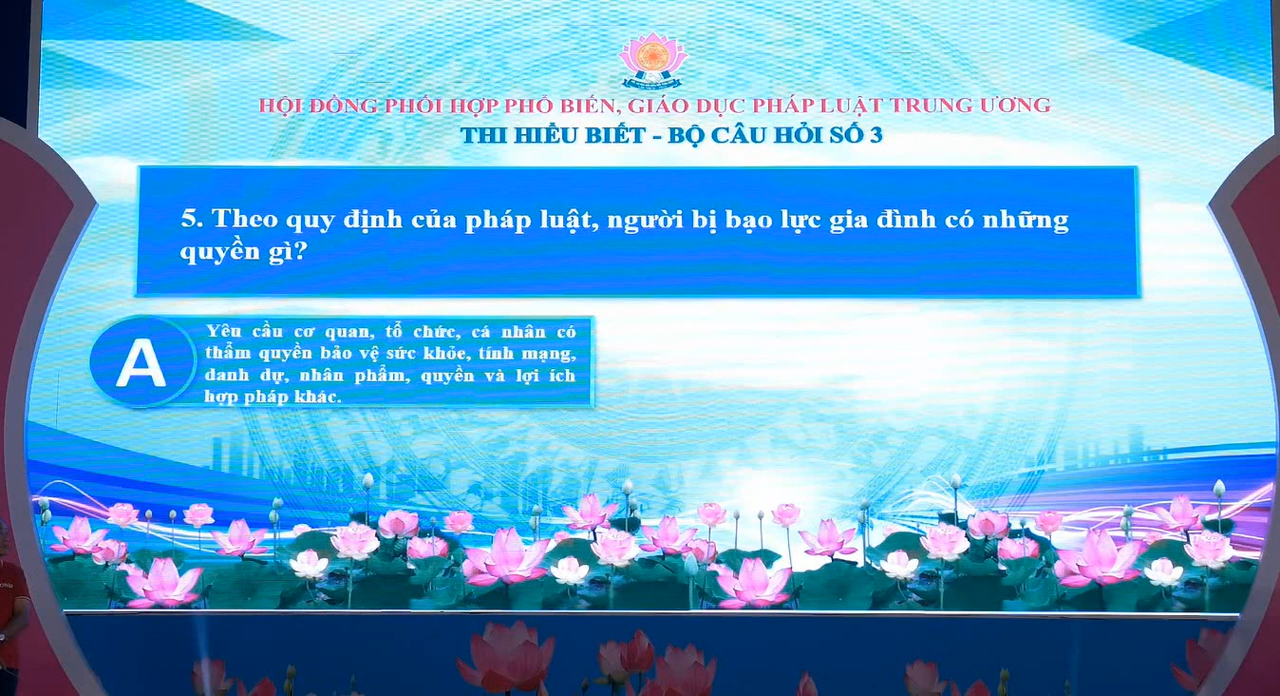 HỘI ĐỒNG PHỐI HỢP PHỔ BIẾN, GIÁO DỤC PHÁP LUẬT TRUNG ƯƠNG
THI HIỂU BIẾT - BỘ CÂU HỎI SỐ 3
5. Theo quy định của pháp luật, người bị bạo lực gia đình có những
quyền gì?
A
Yêu cầu cơ quan, tổ chức, cá nhân có
thẩm quyền bảo vệ sức khỏe, tính mạng,
danh dự, nhân phẩm, quyền và lợi ích
hợp pháp khác.